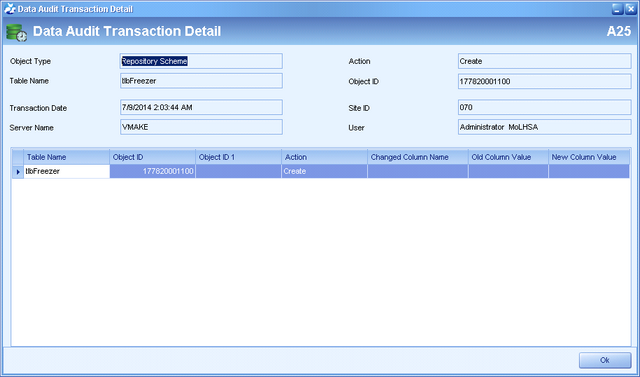 Data Audit Transaction Detail
Data Audit Transaction Detail A25
Object Type Repository Scheme Action Create
Table Name tlbFreezer Object ID 177820001100
Transaction Date 7/9/2014 2:03:44 AM Site ID 070
Server Name VMAKE User Administrator MoLHSA
Table Name Object ID Object ID 1 Action Changed Column Name Old Column Value New Column Value
tlbFreezer 177820001100 Create
Ok